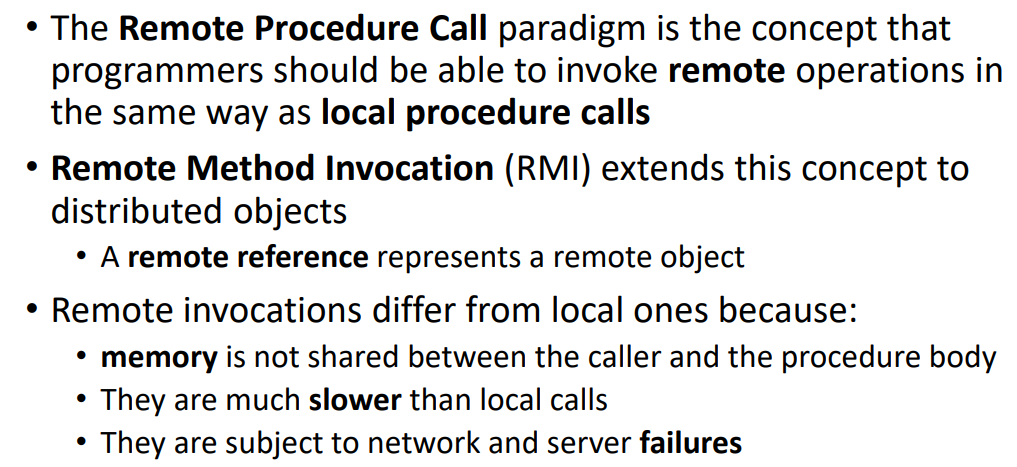 • The Remote Procedure Call paradigm is the concept that
programmers should be able to invoke remote operations in
the same way as local procedure calls
• Remote Method Invocation (RMI) extends this concept to
distributed objects
• A remote reference represents a remote object
• Remote invocations differ from local ones because:
• memory is not shared between the caller and the procedure body
• They are much slower than local calls
• They are subject to network and server failures